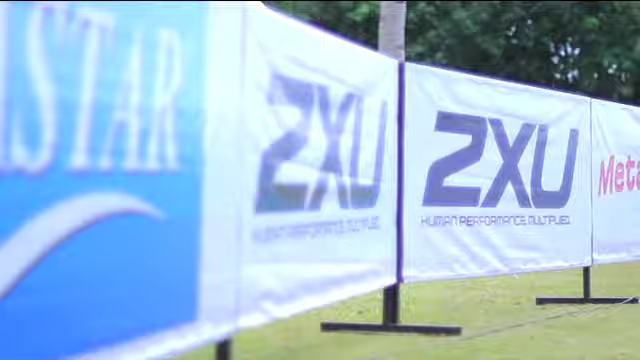 STAR
2XU
HUMAN PERFORMANCE MULTIPLIED
2XU
HUMAN PERFORMANCE MULTIPLIED
Meta